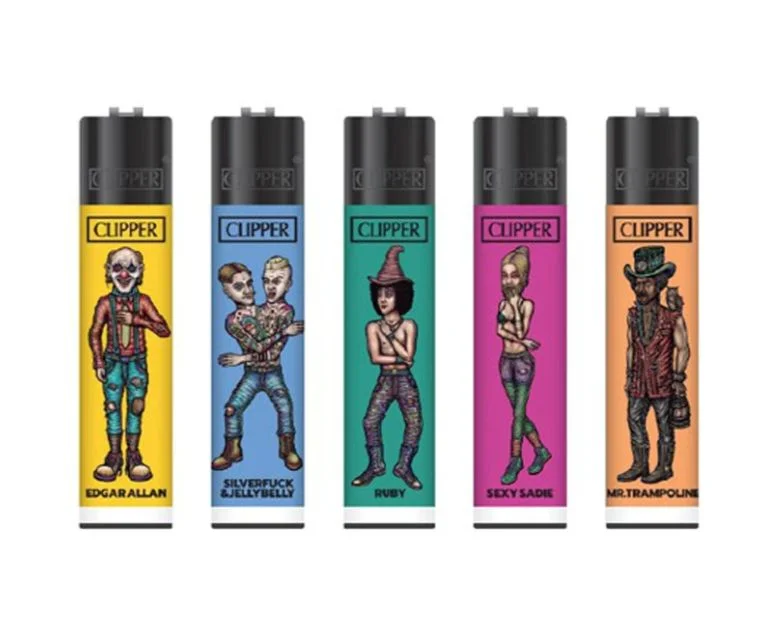 CLIPPER
CLIPPER
CLIPPER
CLIPPER
CLIPPER
CLIPPER
CLIPPER
CLIPPER
CLIPPER
CLIPPER
EDGAR ALLAN
SILVERFUCK
&JELLYBELLY
RUBY
SEXY SADIE
MR.TRAMPOLINE